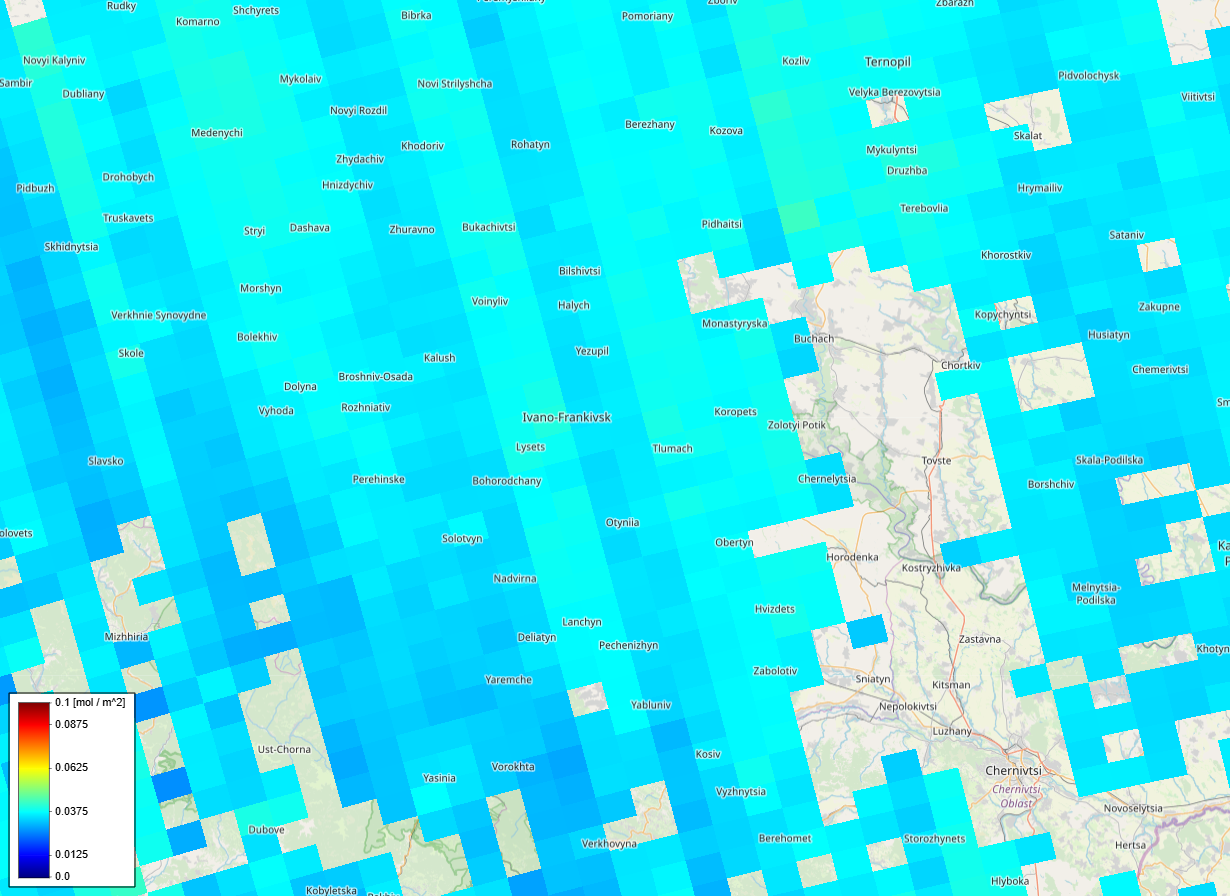 Rudky
Shchyrets
Komarno
Bibrka
Pomoriany
Zboriv
Zbarazh
Novyi Kalyniv
Sambir
Dubliany
Mykolaiv
Novi Strilyshcha
Kozliv
Ternopil
Velyka Berezovytsia
Pidvolochysk
Viitivtsi
Novyi Rozdil
Medenychi
Khodoriv
Rohatyn
Berezhany
Kozova
Skalat
Zhydachiv
Mykulyntsi
Druzhba
Pidbuzh
Drohobych
Hnizdychiv
Hrymailiv
Truskavets
Stryi
Dashava
Zhuravno
Bukachivtsi
Pidhaitsi
Terebovlia
Skhidnytsia
Sataniv
Khorostkiv
Bilshivtsi
Morshyn
Voinyliv
Halych
Verkhnie Synovydne
Monastyryska
Kopychyntsi
Zakupne
Bolekhiv
Buchach
Husiatyn
Skole
Kalush
Yezupil
Chortkiv
Chemerivtsi
Dolyna
Broshniv-Osada
Vyhoda
Rozhniativ
Ivano-Frankivsk
Koropets
Zolotyi Potik
Sm
Lysets
Tlumach
Slavsko
Tovste
Skala-Podilska
Perehinske
Bohorodchany
Chernelytsia
Borshchiv
olovets
Otyniia
Solotvyn
Obertyn
Horodenka
Ka
P
Kostryzhivka
Nadvirna
Melnytsia-
Podilska
Hvizdets
Lanchyn
Mizhhiria
Deliatyn
Pechenizhyn
Zastavna
Khotyn
Zabolotiv
Yaremche
Sniatyn
Kitsman
Yabluniv
Nepolokivtsi
Luzhany
Ust-Chorna
Kosiv
Vorokhta
Yasinia
Chernivtsi
Chernivtsi
Oblast
Vyzhnytsia
Novoselytsia
Dubove
Verkhovyna
Berehomet
Storozhynets
Hertsa
Hlyboka
Kobyletska
0.1 [mol / m^2]
0.0875
0.0625
0.0375
0.0125
0.0